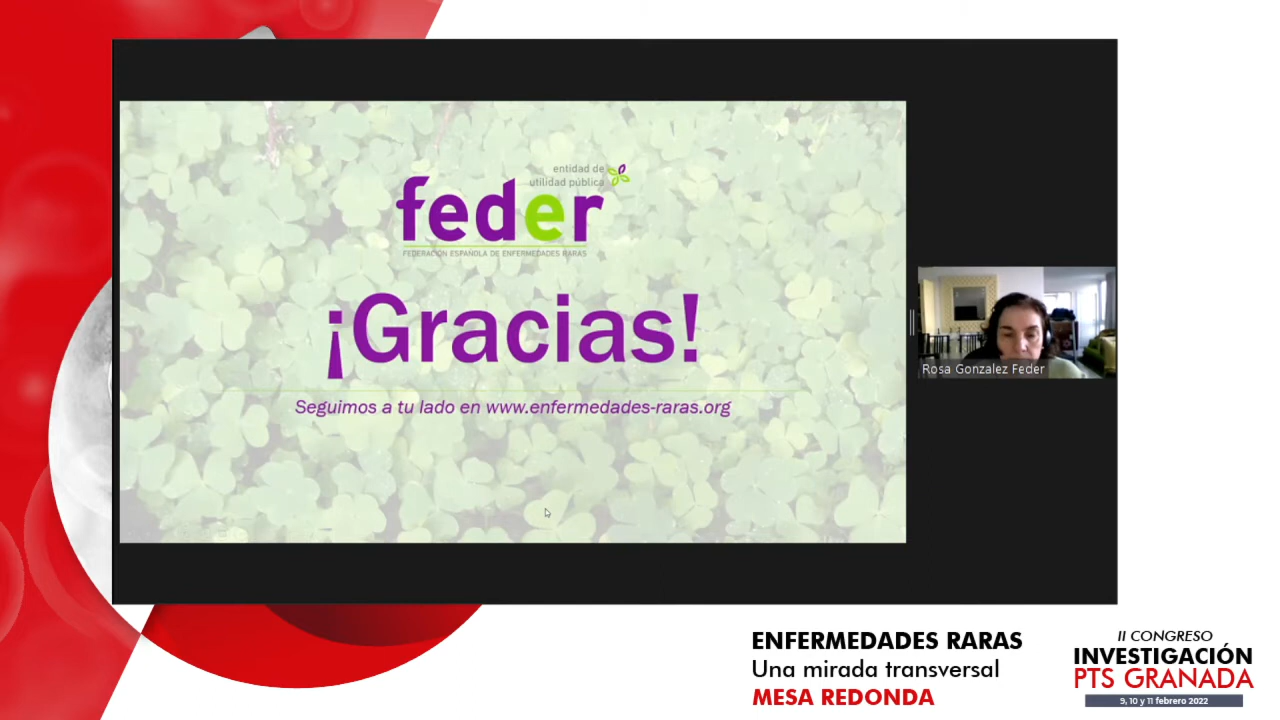 entidad de
utilidad pública
feder
FEDERACIÓN ESPAÑOLA DE ENFERMEDADES RARAS
¡Gracias!
Seguimos a tu lado en www.enfermedades-raras.org
Rosa Gonzalez Feder
ENFERMEDADES RARAS
Una mirada transversal
MESA REDONDA
II CONGRESO
INVESTIGACIÓN
PTS GRANADA
9, 10 y 11 febrero 2022